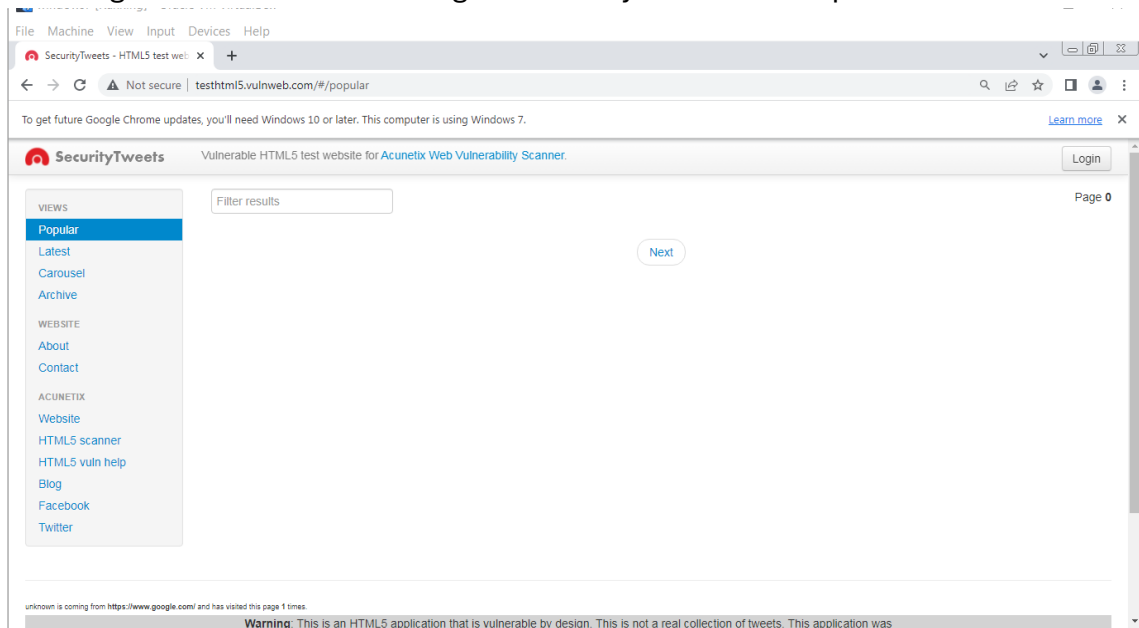 File Machine View Input Devices Help
SecurityTweets - HTML5 test web
Not secure testhtml5.vulnweb.com/#/popular
To get future Google Chrome updates, you'll need Windows 10 or later. This computer is using Windows 7. Learn more
SecurityTweets Vulnerable HTML5 test website for Acunetix Web Vulnerability Scanner. Login
Filter results Page 0
VIEWS
Popular
Latest
Next
Carousel
Archive
WEBSITE
About
Contact
ACUNETIX
Website
HTML5 scanner
HTML5 vuln help
Blog
Facebook
Twitter
unknown is coming from https://www.google.com/ and has visited this page 1 times.
Warning: This is an HTML5 application that is vulnerable by design. This is not a real collection of tweets. This application was